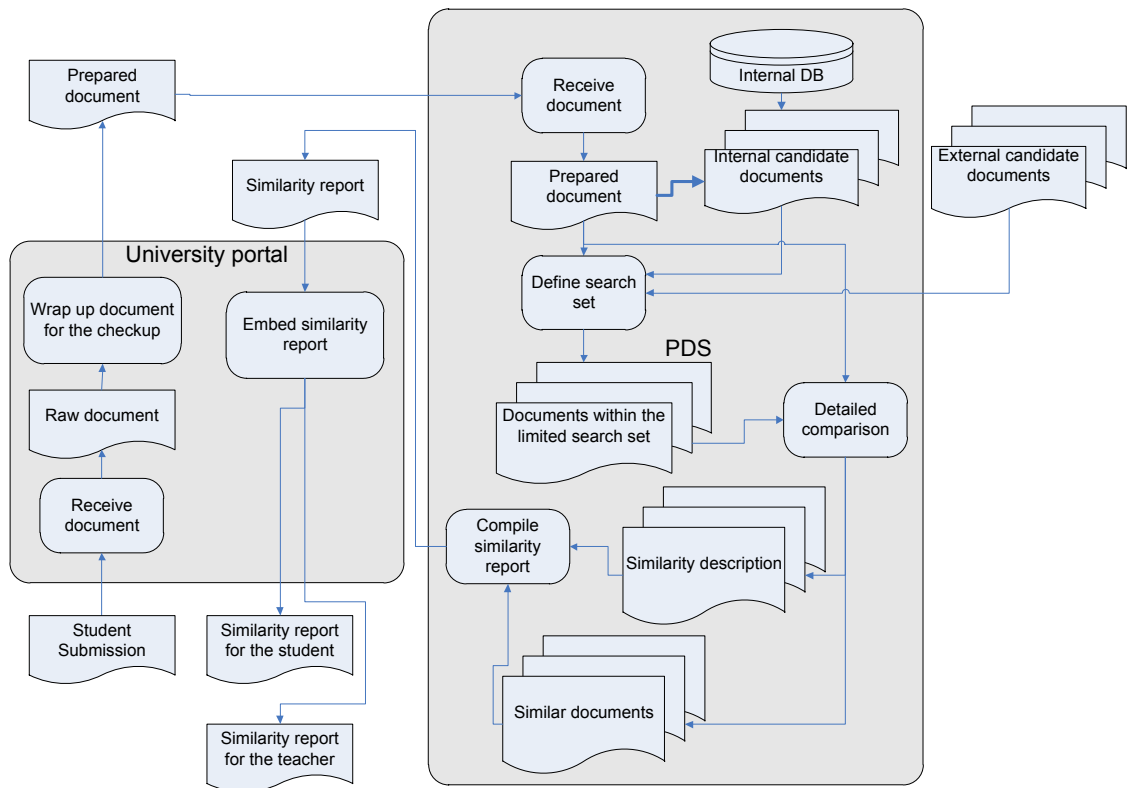 Prepared
document
Receive
document
Internal DB
Similarity report
Prepared
document
Internal candidate
documents
External candidate
documents
University portal
Wrap up document
for the checkup
Embed similarity
report
Define search
set
PDS
Raw document
Documents within the
limited search set
Detailed
comparison
Receive
document
Compile
similarity
report
Similarity description
Student
Submission
Similarity report
for the student
Similar documents
Similarity report
for the teacher